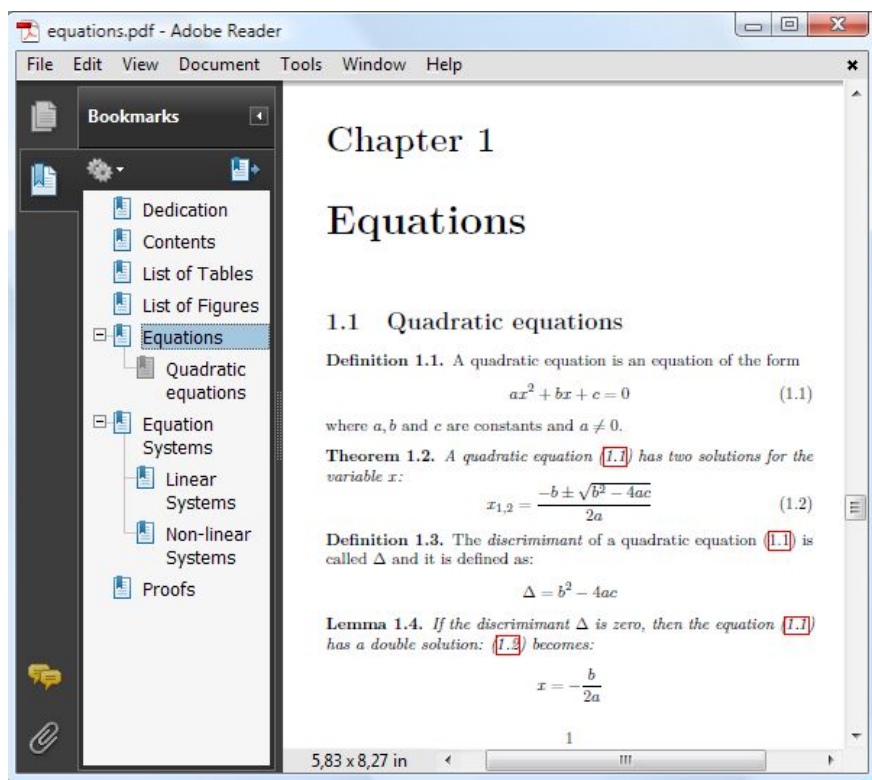 equations.pdf - Adobe Reader
File Edit View Document Tools Window Help
Bookmarks
Dedication
Contents
List of Tables
List of Figures
Equations
Quadratic
equations
Equation
Systems
Linear
Systems
Non-linear
Systems
Proofs
Chapter 1
Equations
1.1 Quadratic equations
Definition 1.1. A quadratic equation is an equation of the form
ax² + bx + c = 0 (1.1)
where a, b and c are constants and a ≠ 0.
Theorem 1.2. A quadratic equation (1.1) has two solutions for the
variable x:
x₁,₂ = (-b ± √(b² − 4ac)) / 2a (1.2)
Definition 1.3. The discrimimant of a quadratic equation (1.1) is
called Δ and it is defined as:
Δ = b² − 4ac
Lemma 1.4. If the discrimimant Δ is zero, then the equation (1.1)
has a double solution: (1.2) becomes:
x = − b / 2a
1
5,83 x 8,27 in